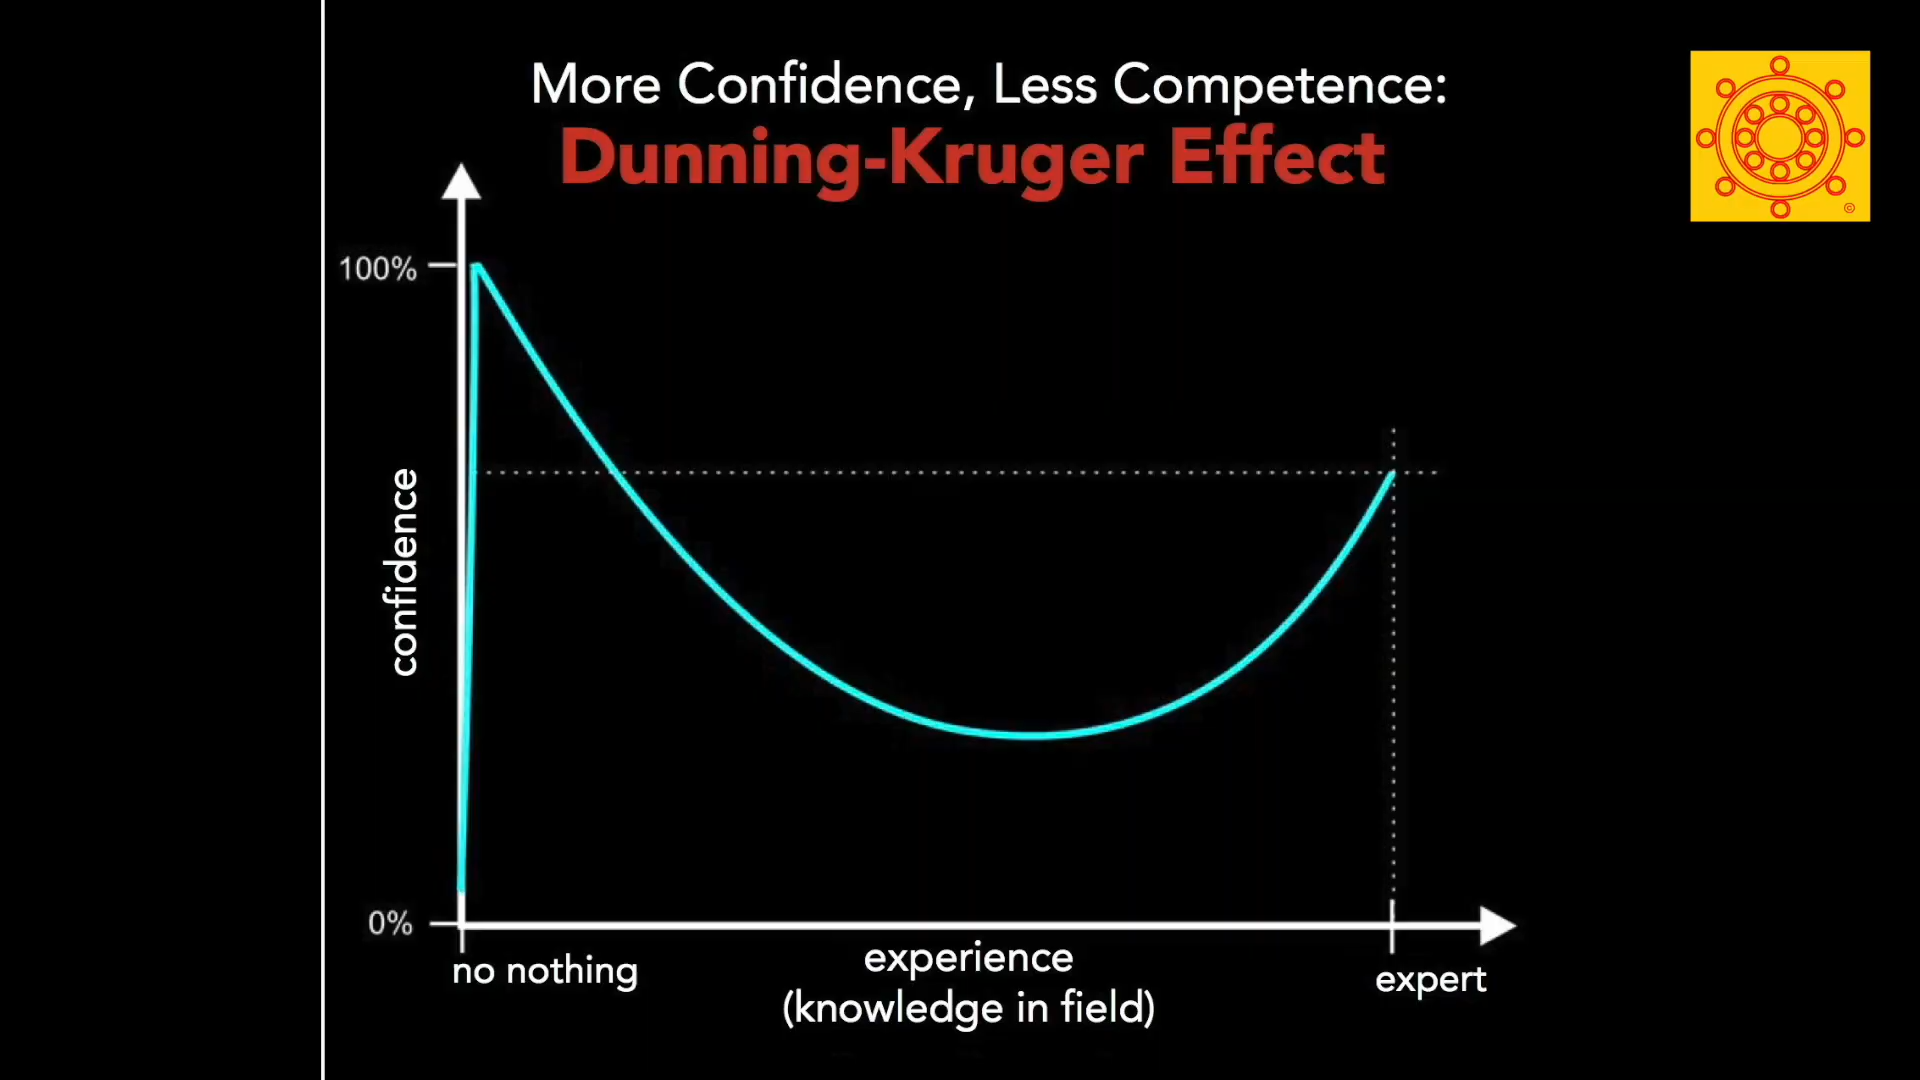 More Confidence, Less Competence:
Dunning-Kruger Effect
100%
confidence
0%
no nothing
experience
(knowledge in field)
expert
©